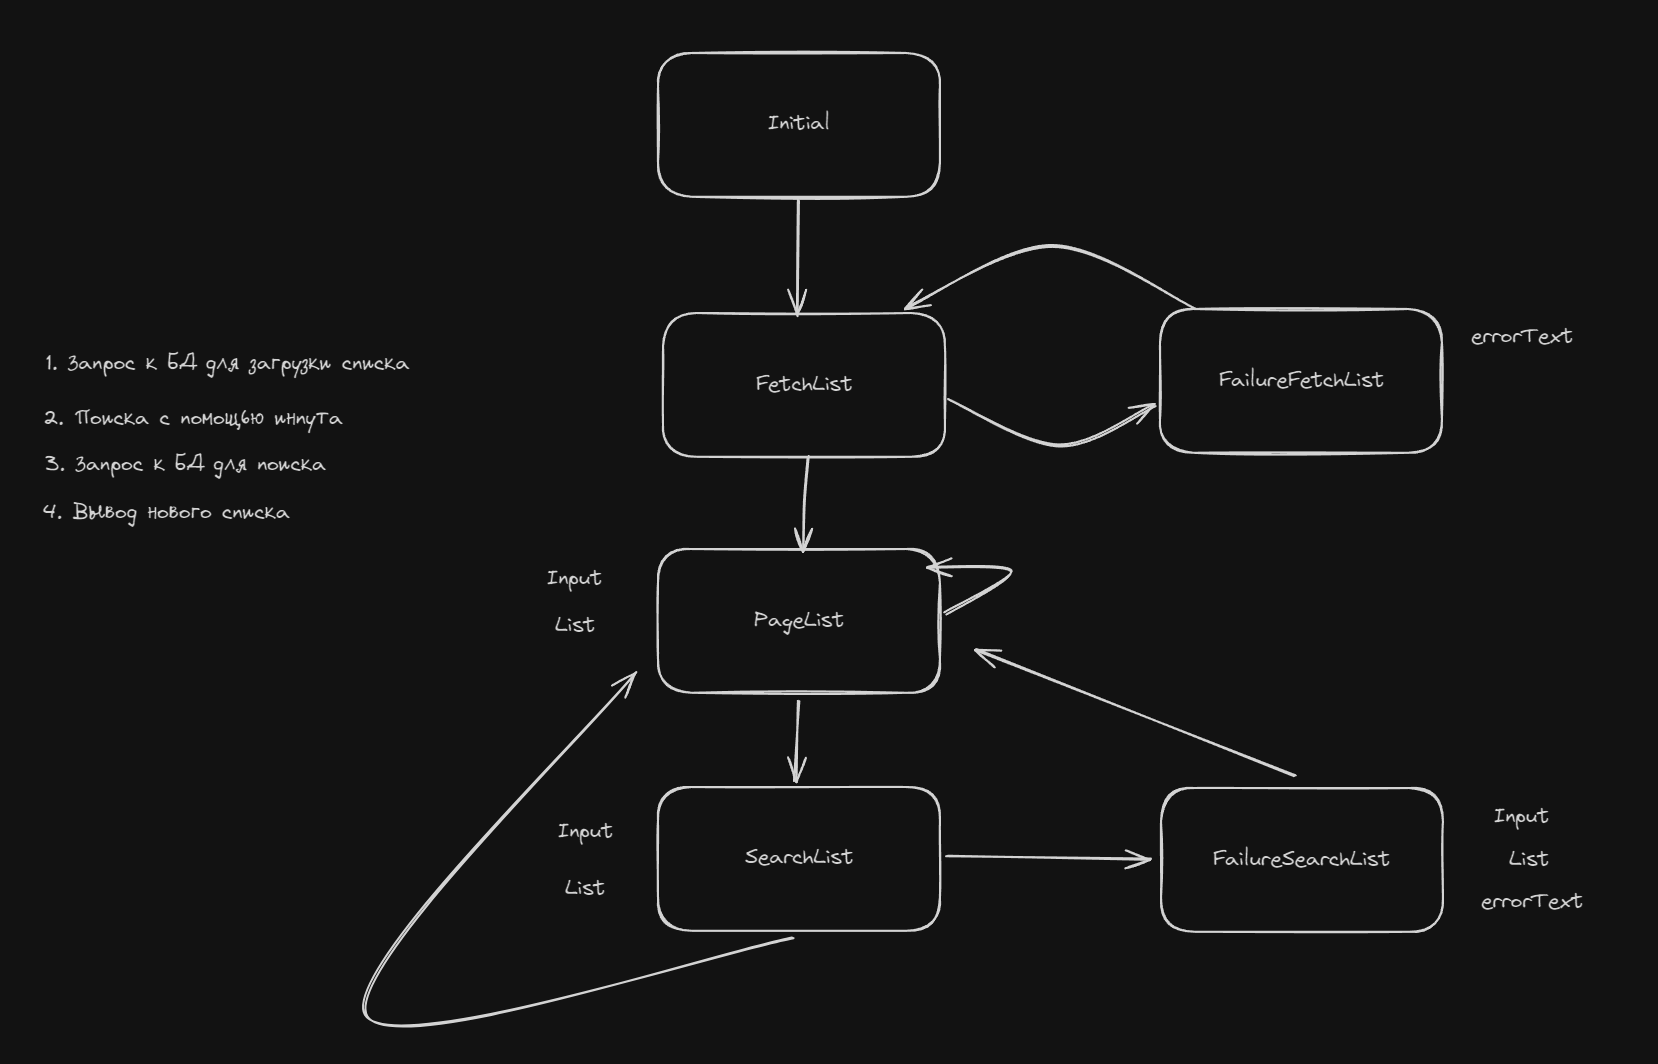 Initial
FetchList
FailureFetchList
errorText
1. Запрос к БД для загрузки списка
2. Поиска с помощью инпута
3. Запрос к БД для поиска
4. Вывод нового списка
Input
List
PageList
Input
List
SearchList
FailureSearchList
Input
List
errorText